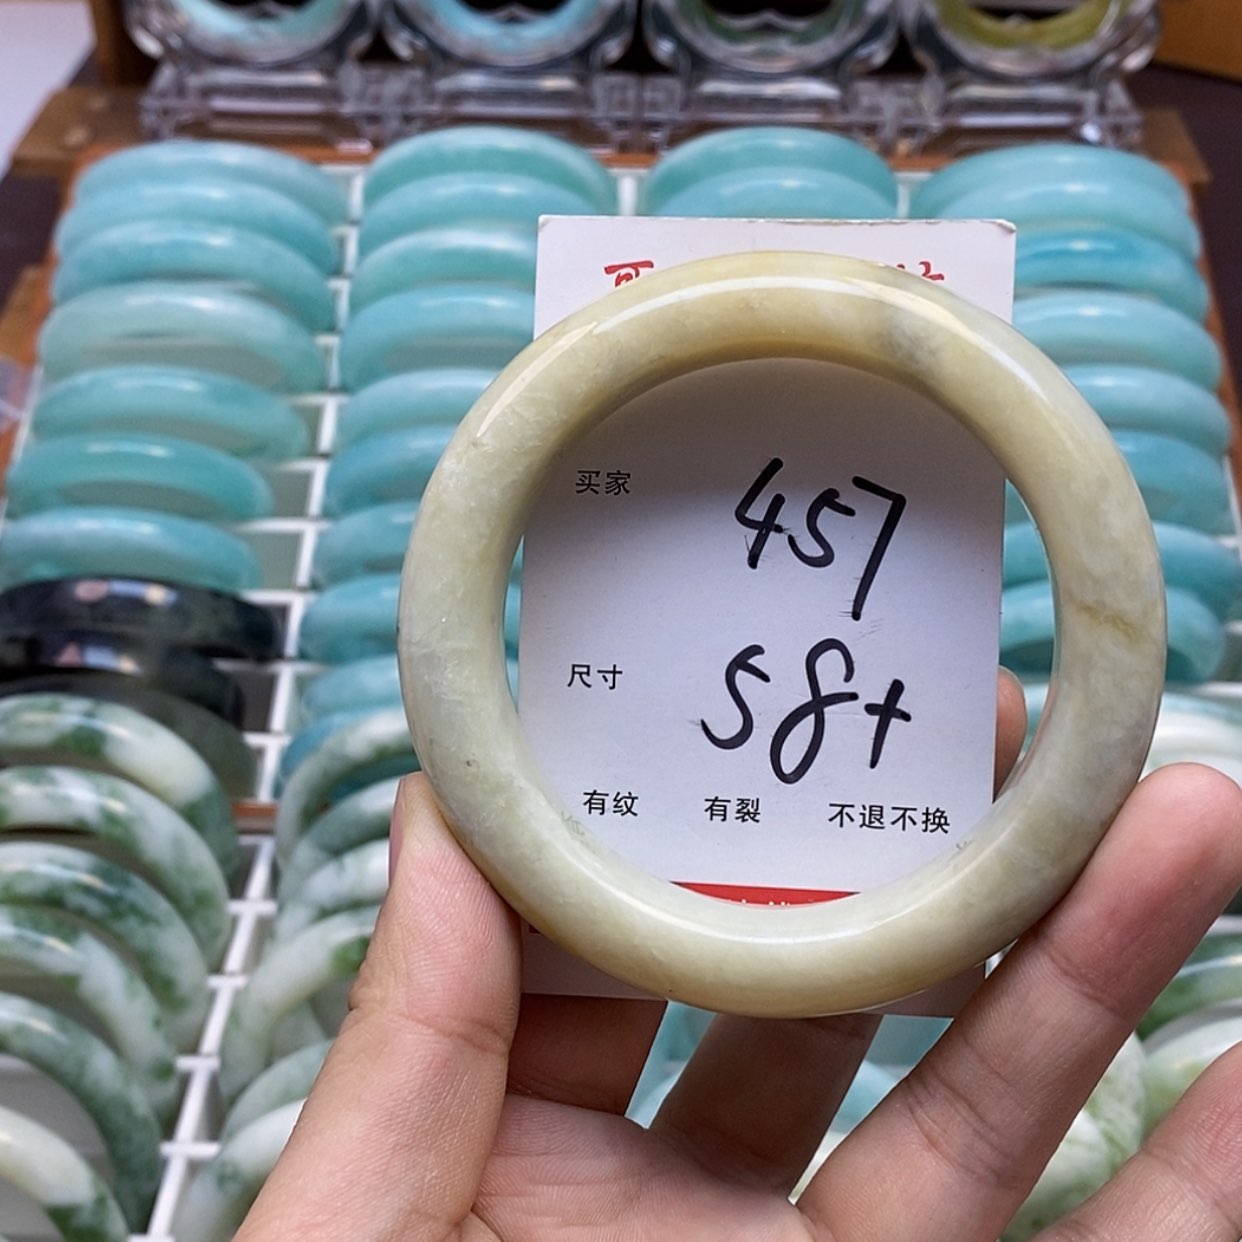 买家 457
尺寸 58+
有纹 有裂 不退不换